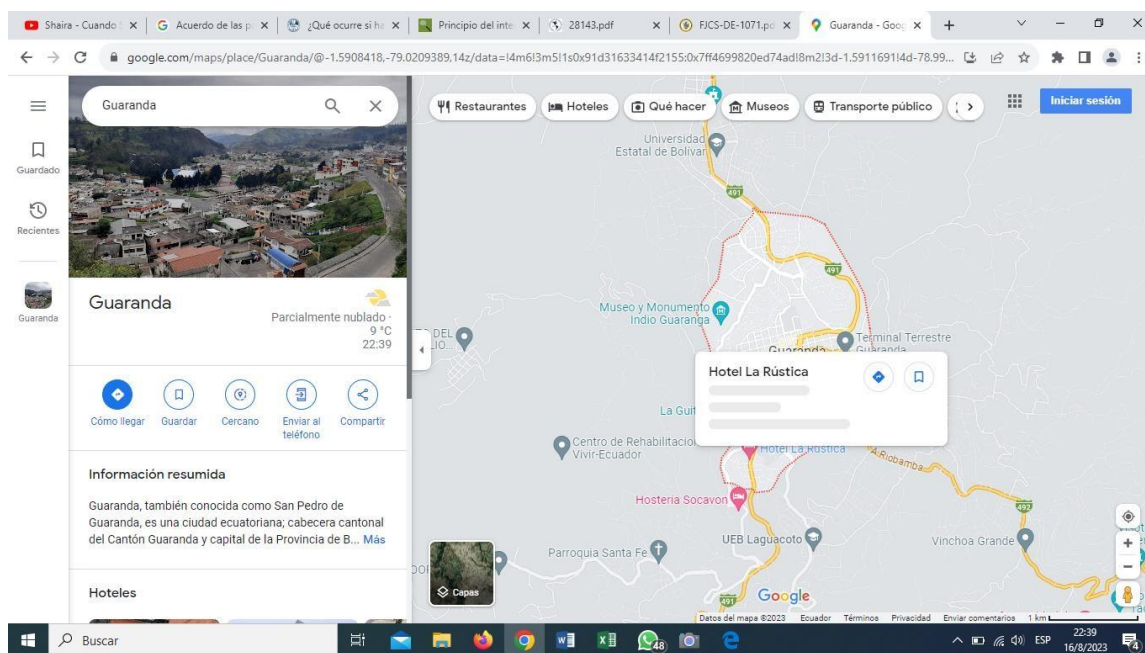 Shaira - Cuando
Acuerdo de las p
¿Qué ocurre si ha
Principio del inte
28143.pdf
FJCS-DE-1071.pd
Guaranda - Goog
google.com/maps/place/Guaranda/@-1.5908418,-79.0209389,14z/data=!4m6!3m5!1s0x91d31633414f2155:0x7ff4699820ed74ad!8m2!3d-1.5911691!4d-78.99...
Guaranda
Restaurantes
Hoteles
Qué hacer
Museos
Transporte público
Iniciar sesión
Guardado
Recientes
Guaranda
Guaranda
Parcialmente nublado ·
9 °C
22:39
Cómo llegar
Guardar
Cercano
Enviar al
teléfono
Compartir
Información resumida
Guaranda, también conocida como San Pedro de
Guaranda, es una ciudad ecuatoriana; cabecera cantonal
del Cantón Guaranda y capital de la Provincia de B... Más
Hoteles
Universidad
Estatal de Bolívar
491
491
Museo y Monumento
Indio Guaranga
DEL
Terminal Terrestre
Guaranda
Guaranda
Hotel La Rústica
La Guit
Centro de Rehabilitacio
Vivir-Ecuador
Hotel La Rústica
A Riobamba
Hosteria Socavon
492
UEB Laguacoto
Vinchoa Grande
Parroquia Santa Fe
491
Capas
Google
Datos del mapa ©2023
Ecuador
Términos
Privacidad
Enviar comentarios
1 km
Buscar
48
ESP
22:39
16/8/2023
4